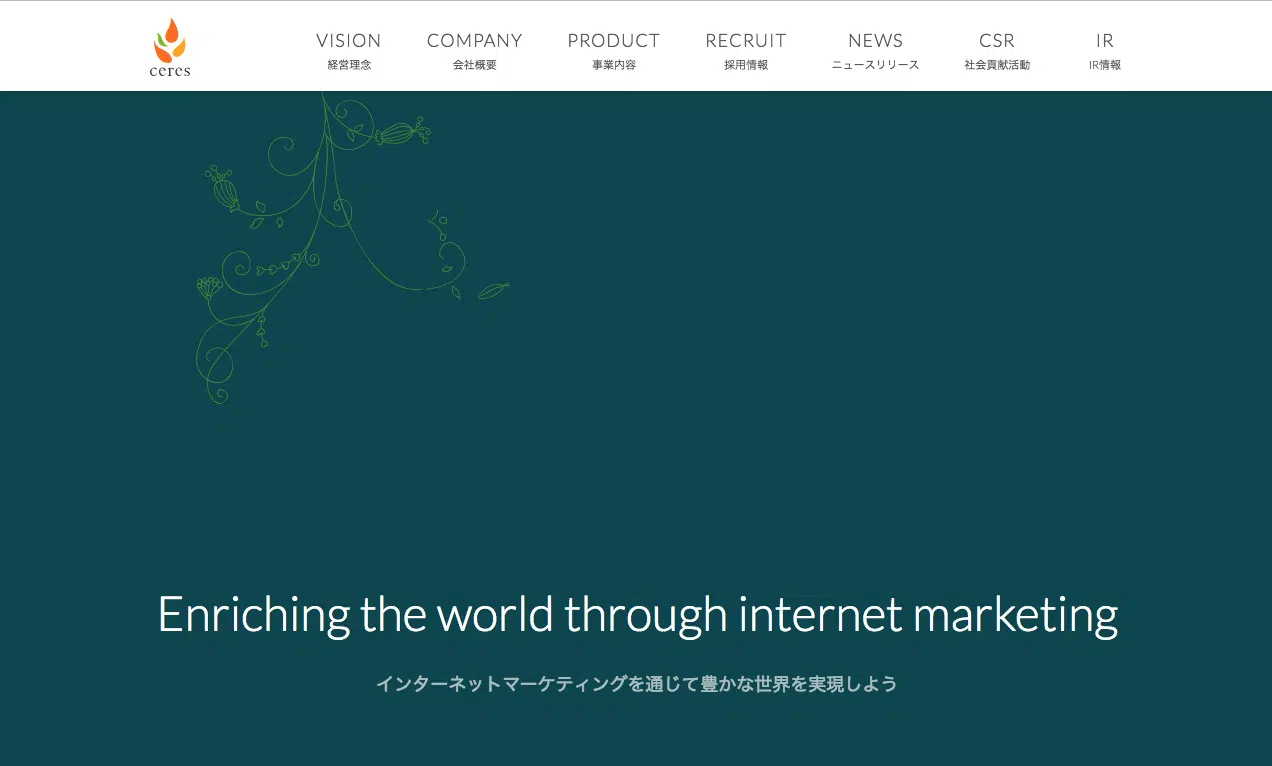 ceres
VISION
経営理念
COMPANY
会社概要
PRODUCT
事業内容
RECRUIT
採用情報
NEWS
ニュースリリース
CSR
社会貢献活動
IR
IR情報
Enriching the world through internet marketing
インターネットマーケティングを通じて豊かな世界を実現しよう